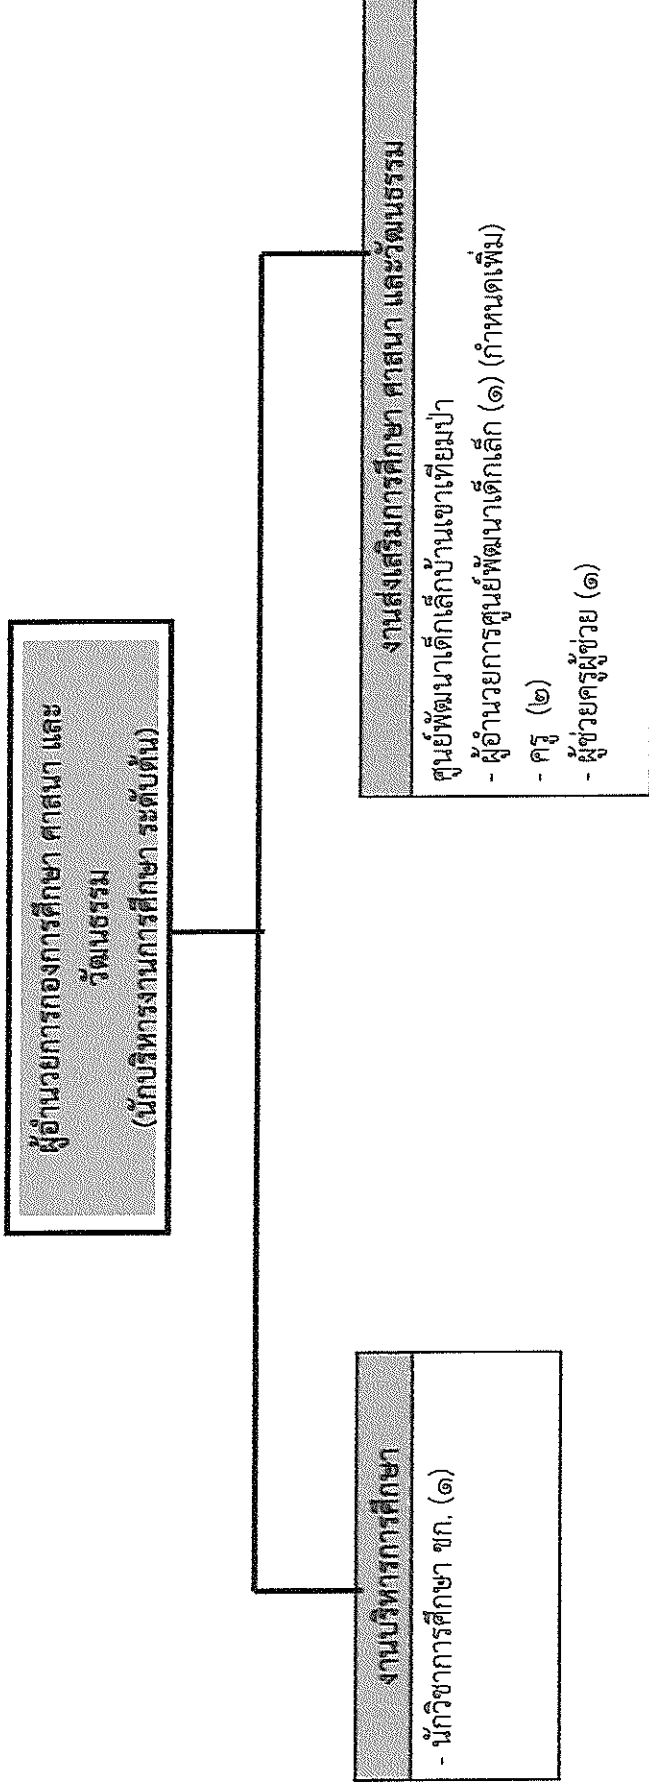 ผู้อำนวยการกองการศึกษา ศาสนา และ
วัฒนธรรม
(นักบริหารงานการศึกษา ระดับต้น)
งานบริหารการศึกษา
- นักวิชาการศึกษา ชก. (๑)
งานส่งเสริมการศึกษา ศาสนา และวัฒนธรรม
ศูนย์พัฒนาเด็กเล็กบ้านเขาเทียมป่า
- ผู้อำนวยการศูนย์พัฒนาเด็กเล็ก (๑) (กำหนดเพิ่ม)
- ครู (๒)
- ผู้ช่วยครูผู้ช่วย (๑)